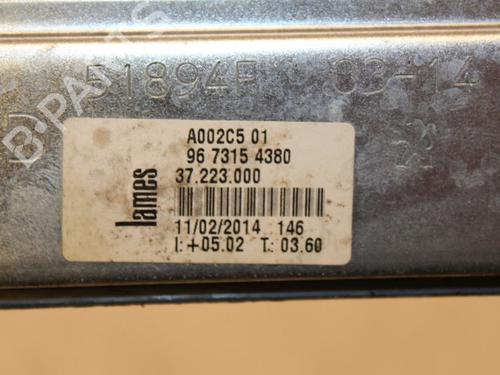 51894F 03-14
A002C5 01
96 7315 4380
37.223.000
lames
11/02/2014 146
I: +05.02 T: 03.60
B-PARTS